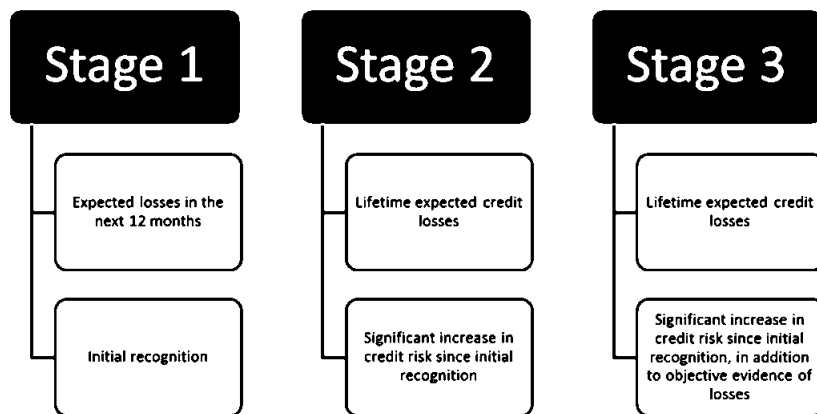 Stage 1
Expected losses in the
next 12 months
Initial recognition
Stage 2
Lifetime expected credit
losses
Significant increase in
credit risk since initial
recognition
Stage 3
Lifetime expected credit
losses
Significant increase in
credit risk since initial
recognition, in addition
to objective evidence of
losses